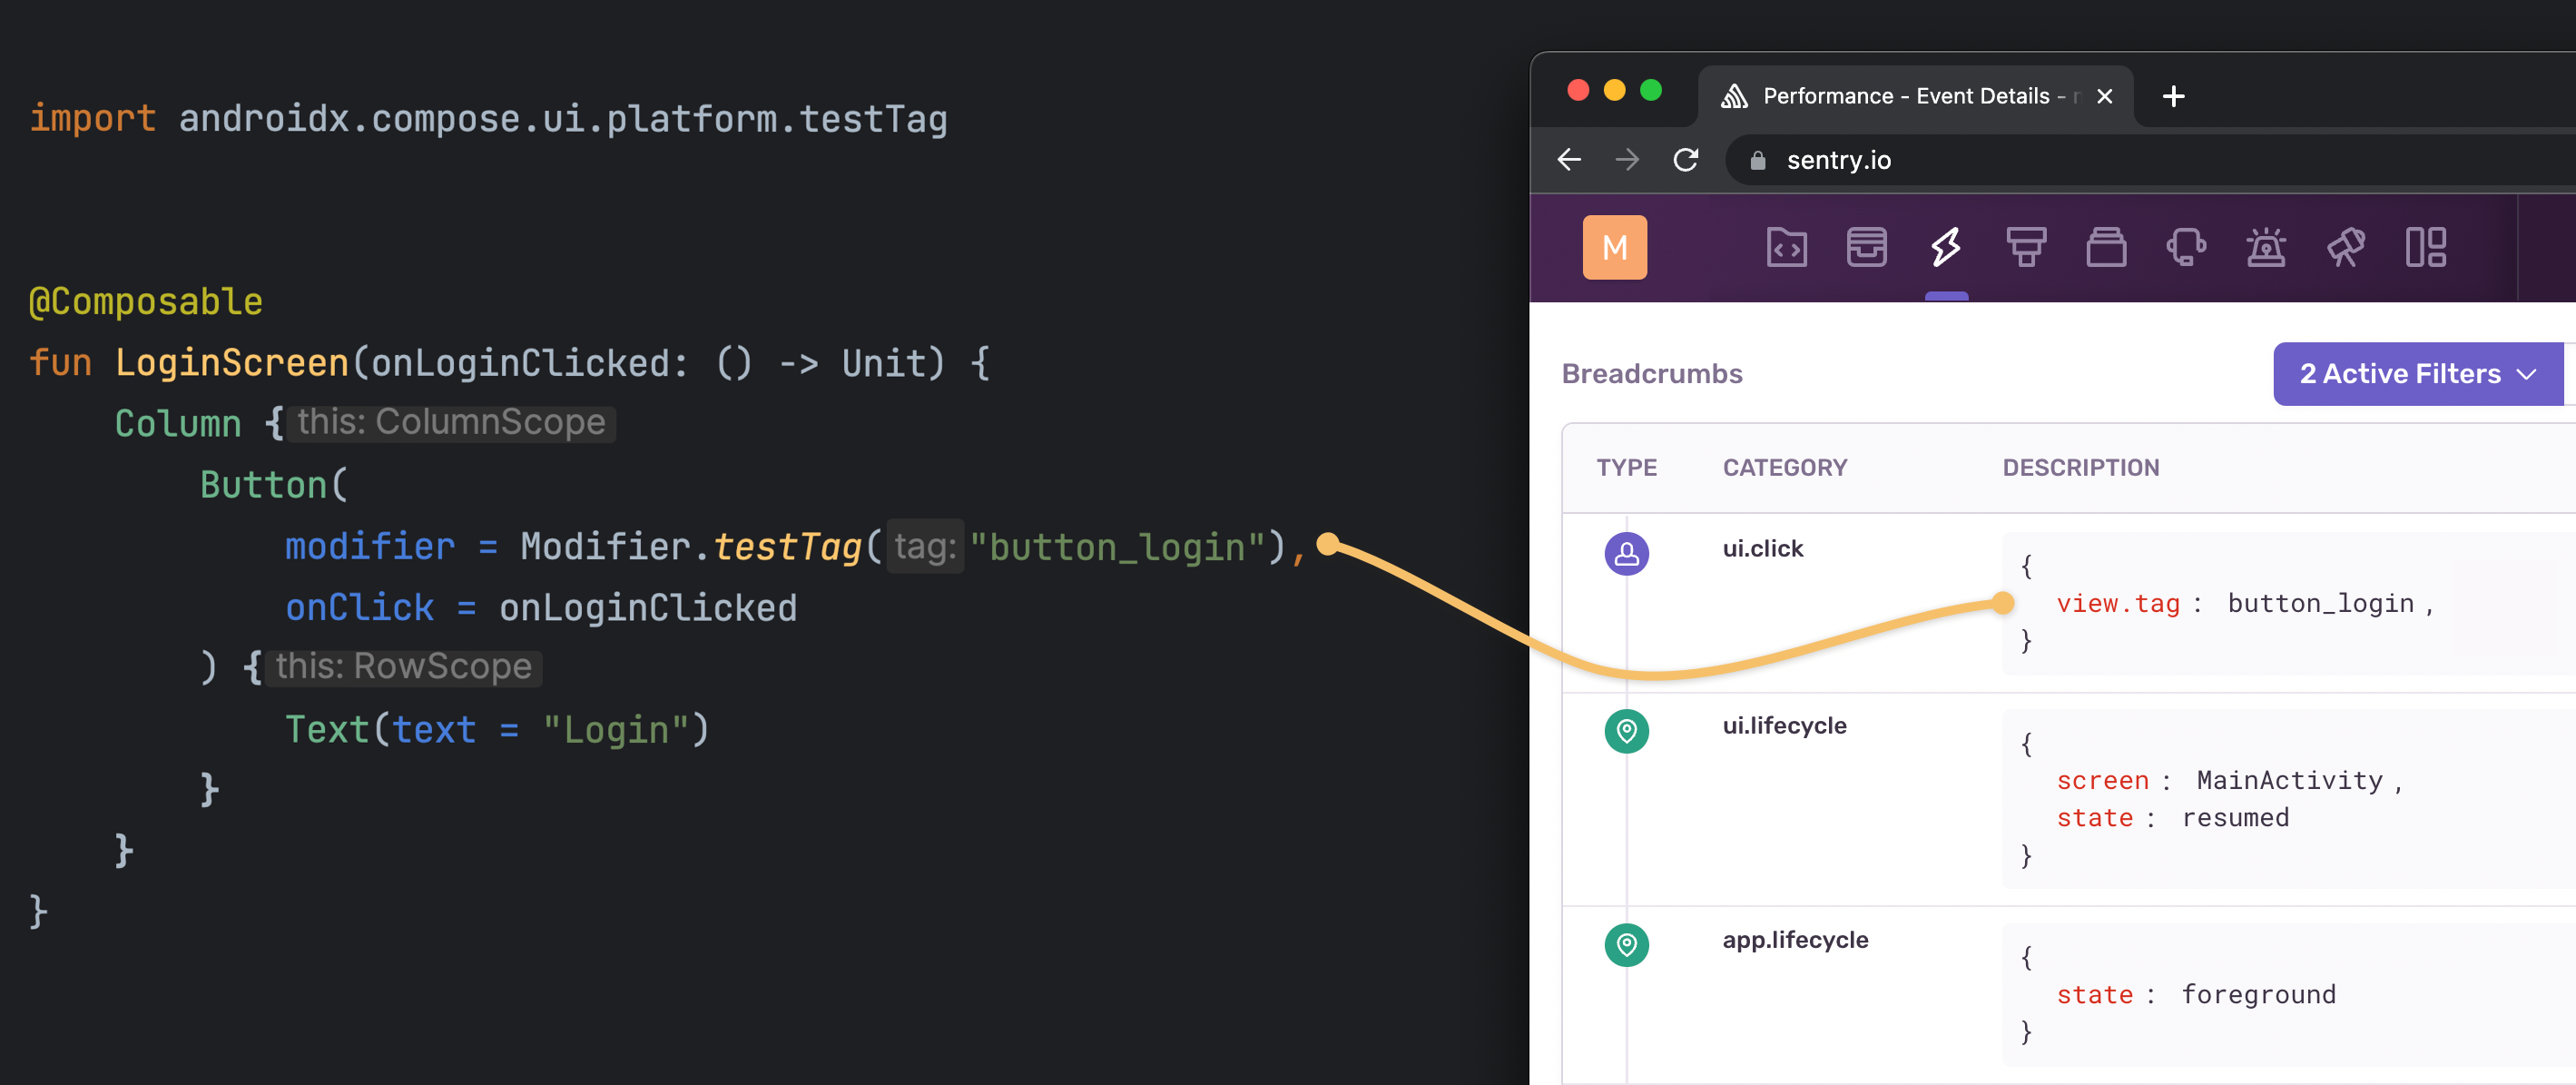 import androidx.compose.ui.platform.testTag
@Composable
fun LoginScreen(onLoginClicked: () -> Unit) {
Column { this: ColumnScope
Button(
modifier = Modifier.testTag( tag: "button_login"),
onClick = onLoginClicked
) { this: RowScope
Text(text = "Login")
}
}
}
Performance - Event Details -
sentry.io
M
Breadcrumbs
2 Active Filters
TYPE CATEGORY DESCRIPTION
ui.click
{
view.tag : button_login ,
}
ui.lifecycle
{
screen : MainActivity ,
state : resumed
}
app.lifecycle
{
state : foreground
}